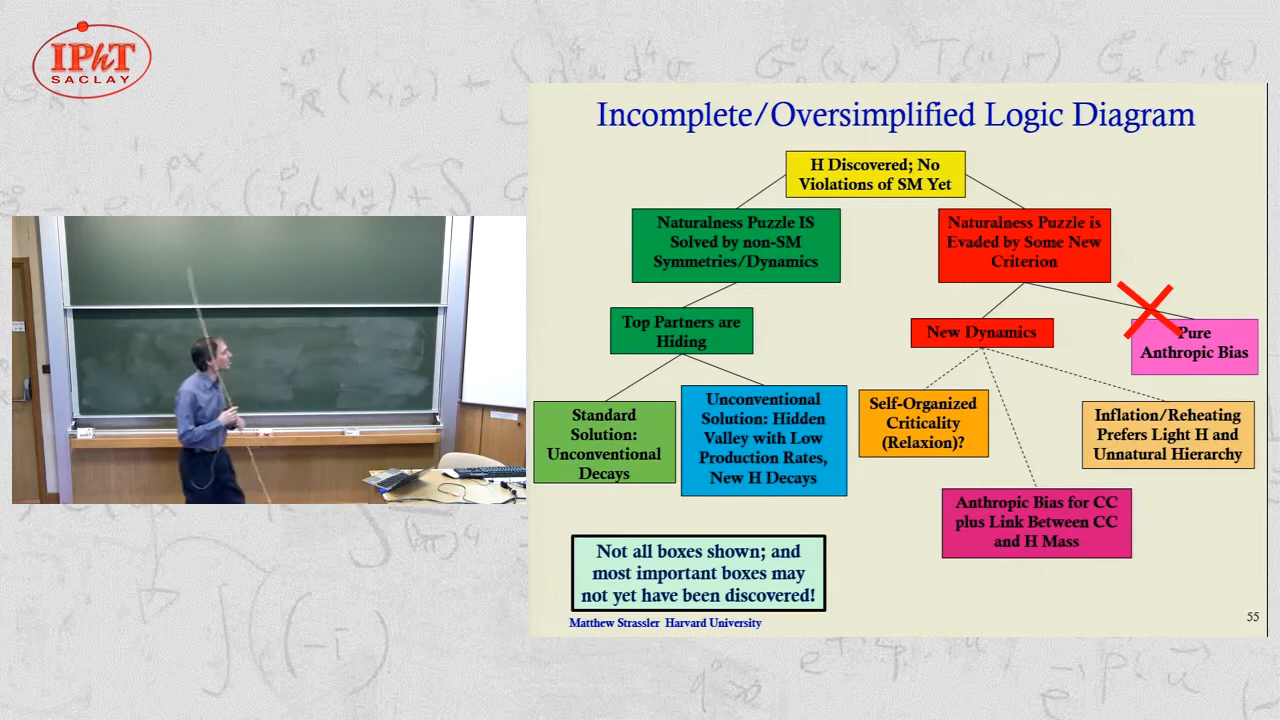 IPhT
SACLAY
Incomplete/Oversimplified Logic Diagram
H Discovered; No
Violations of SM Yet
Naturalness Puzzle IS
Solved by non-SM
Symmetries/Dynamics
Naturalness Puzzle is
Evaded by Some New
Criterion
Top Partners are
Hiding
New Dynamics
Pure
Anthropic Bias
Standard
Solution:
Unconventional
Decays
Unconventional
Solution: Hidden
Valley with Low
Production Rates,
New H Decays
Self-Organized
Criticality
(Relaxion)?
Inflation/Reheating
Prefers Light H and
Unnatural Hierarchy
Anthropic Bias for CC
plus Link Between CC
and H Mass
Not all boxes shown; and
most important boxes may
not yet have been discovered!
Matthew Strassler Harvard University
55